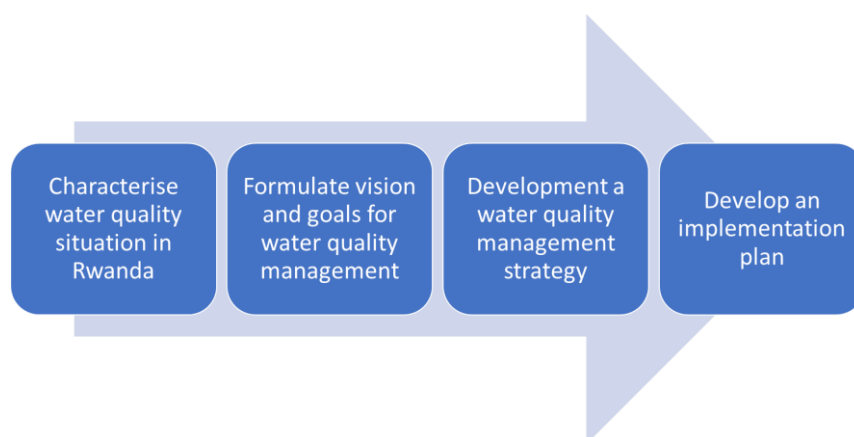 Characterise
water quality
situation in
Rwanda
Formulate vision
and goals for
water quality
management
Development a
water quality
management
strategy
Develop an
implementation
plan